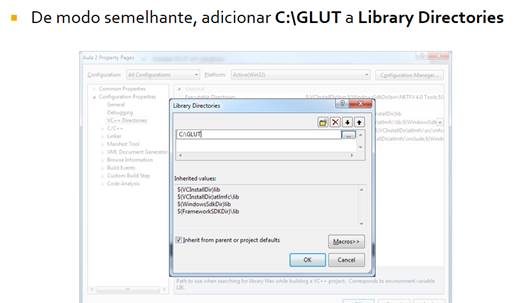 ▪ De modo semelhante, adicionar C:\GLUT a Library Directories
Aula 2 Property Pages
Configuration: All Configurations
Platform: Active(Win32)
Configuration Manager...
Common Properties
Configuration Properties
General
Debugging
VC++ Directories
C/C++
Linker
Manifest Tool
XML Document Generator
Browse Information
Build Events
Custom Build Step
Code Analysis
General
Library Directories
C:\GLUT
...
Inherited values:
$(VCInstallDir)lib
$(VCInstallDir)atlmfc\lib
$(WindowsSdkDir)lib
$(FrameworkSDKDir)\lib
Inherit from parent or project defaults
Macros>>
OK
Cancel
Path to use when searching for library files while building a VC++ project. Corresponds to environment variable
LIB.